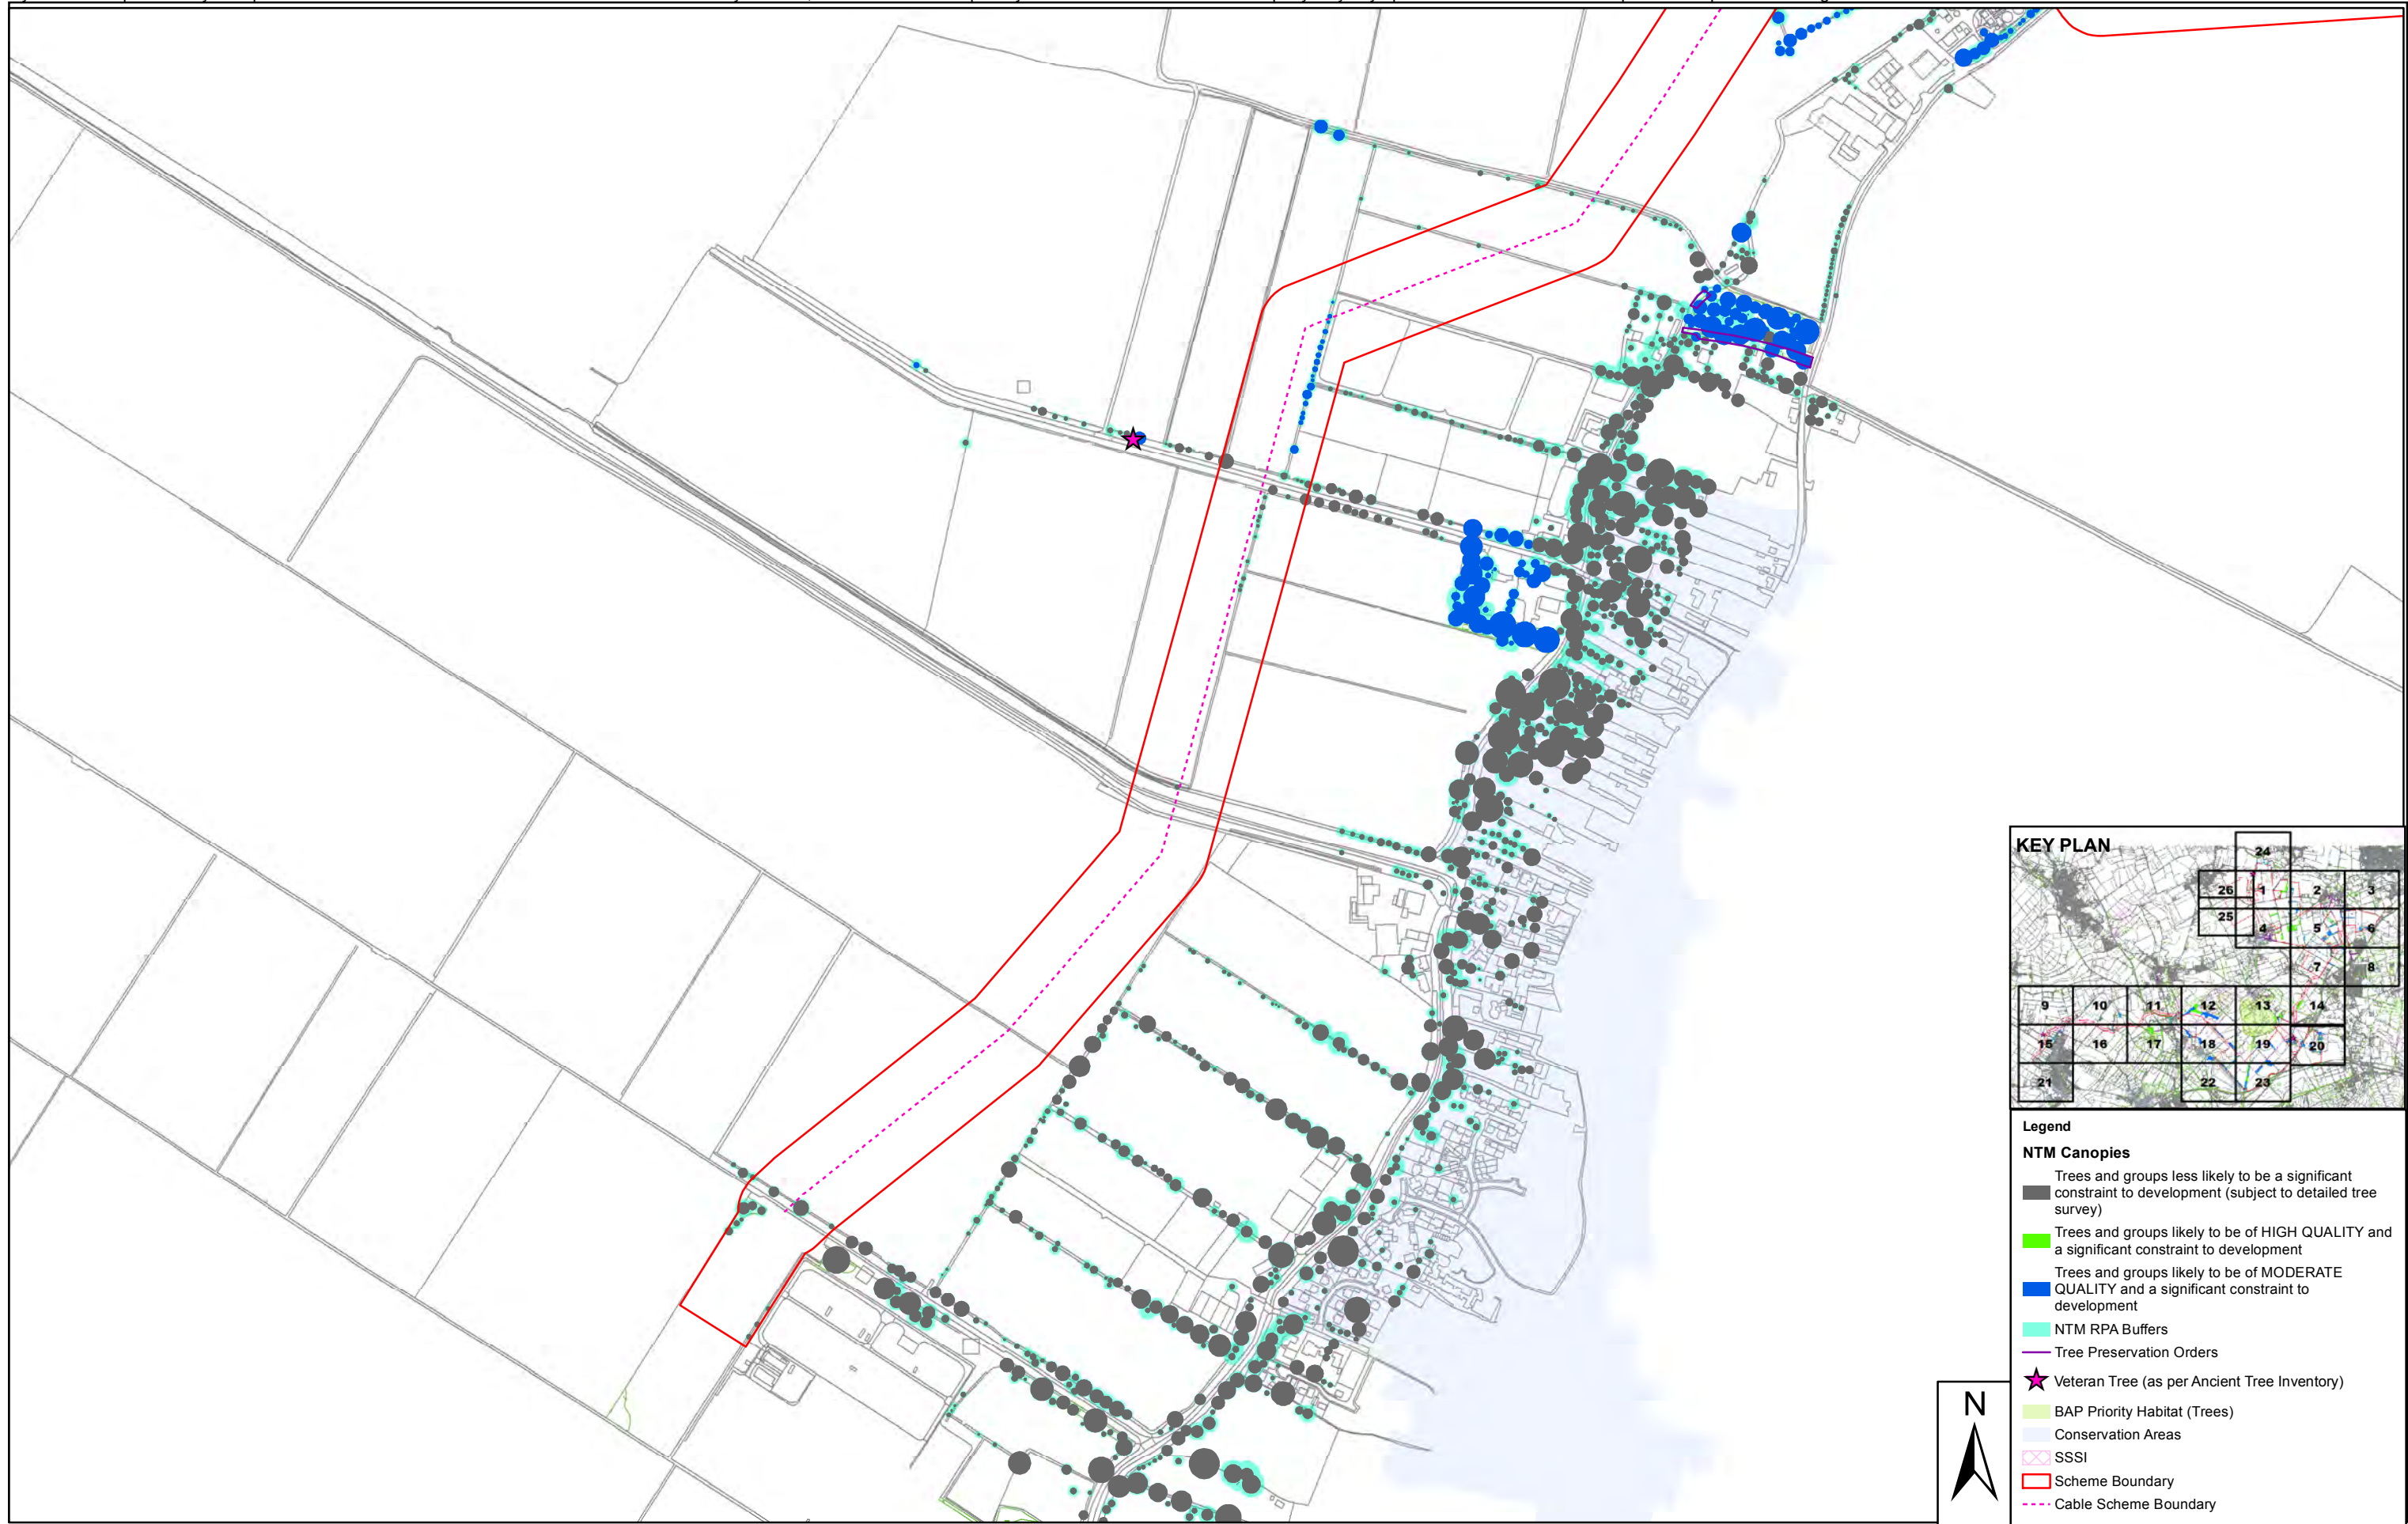 KEY PLAN
24
26
1
2
3
25
4
5
6
7
8
9
10
11
12
13
14
15
16
17
18
19
20
21
22
23
Legend
NTM Canopies
Trees and groups less likely to be a significant
constraint to development (subject to detailed tree
survey)
Trees and groups likely to be of HIGH QUALITY and
a significant constraint to development
Trees and groups likely to be of MODERATE
QUALITY and a significant constraint to
development
NTM RPA Buffers
Tree Preservation Orders
Veteran Tree (as per Ancient Tree Inventory)
BAP Priority Habitat (Trees)
Conservation Areas
SSSI
Scheme Boundary
Cable Scheme Boundary
N